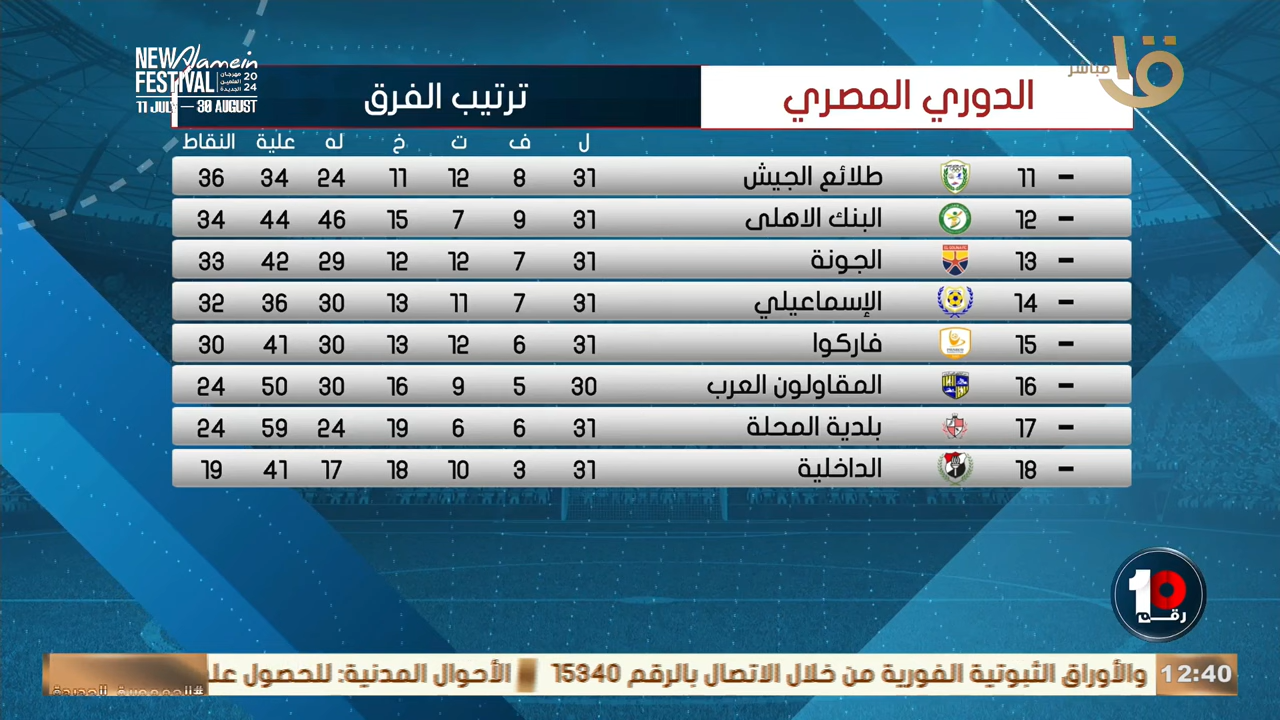 NEW Alamein
FESTIVAL مهرجان العلمين الجديدة 2024
11 JULY — 30 AUGUST
مباشر
الدوري المصري
ترتيب الفرق
ل ف ت خ له علية النقاط
- 11 طلائع الجيش 31 8 12 11 24 34 36
- 12 البنك الاهلى 31 9 7 15 46 44 34
- 13 الجونة 31 7 12 12 29 42 33
- 14 الإسماعيلي 31 7 11 13 30 36 32
- 15 فاركوا 31 6 12 13 30 41 30
- 16 المقاولون العرب 30 5 9 16 30 50 24
- 17 بلدية المحلة 31 6 6 19 24 59 24
- 18 الداخلية 31 3 10 18 17 41 19
10
رقم
12:40
والأوراق الثبوتية الفورية من خلال الاتصال بالرقم 15340
الأحوال المدنية: للحصول عل